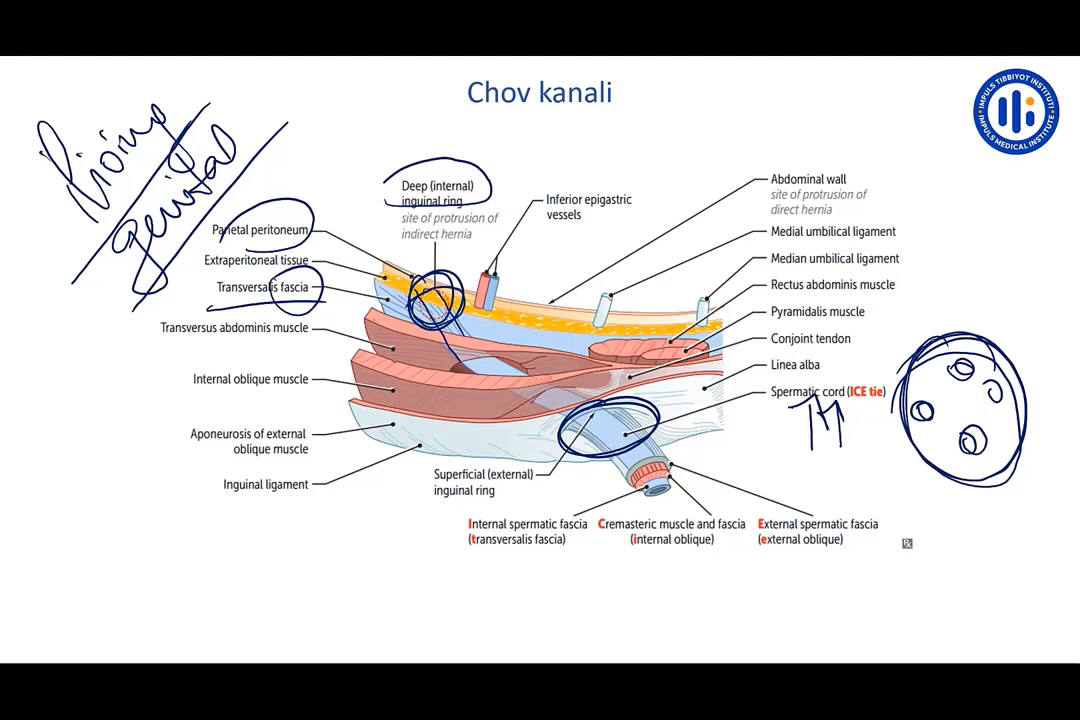 Chov kanali
IMPULS TIBBIYOT INSTITUTI
IMPULS MEDICAL INSTITUTE
genital
Deep (internal)
inguinal ring
site of protrusion of
indirect hernia
Inferior epigastric
vessels
Abdominal wall
site of protrusion of
direct hernia
Parietal peritoneum
Extraperitoneal tissue
Transversalis fascia
Transversus abdominis muscle
Internal oblique muscle
Aponeurosis of external
oblique muscle
Inguinal ligament
Medial umbilical ligament
Median umbilical ligament
Rectus abdominis muscle
Pyramidalis muscle
Conjoint tendon
Linea alba
Spermatic cord (ICE tie)
Superficial (external)
inguinal ring
Internal spermatic fascia
(transversalis fascia)
Cremasteric muscle and fascia
(internal oblique)
External spermatic fascia
(external oblique)